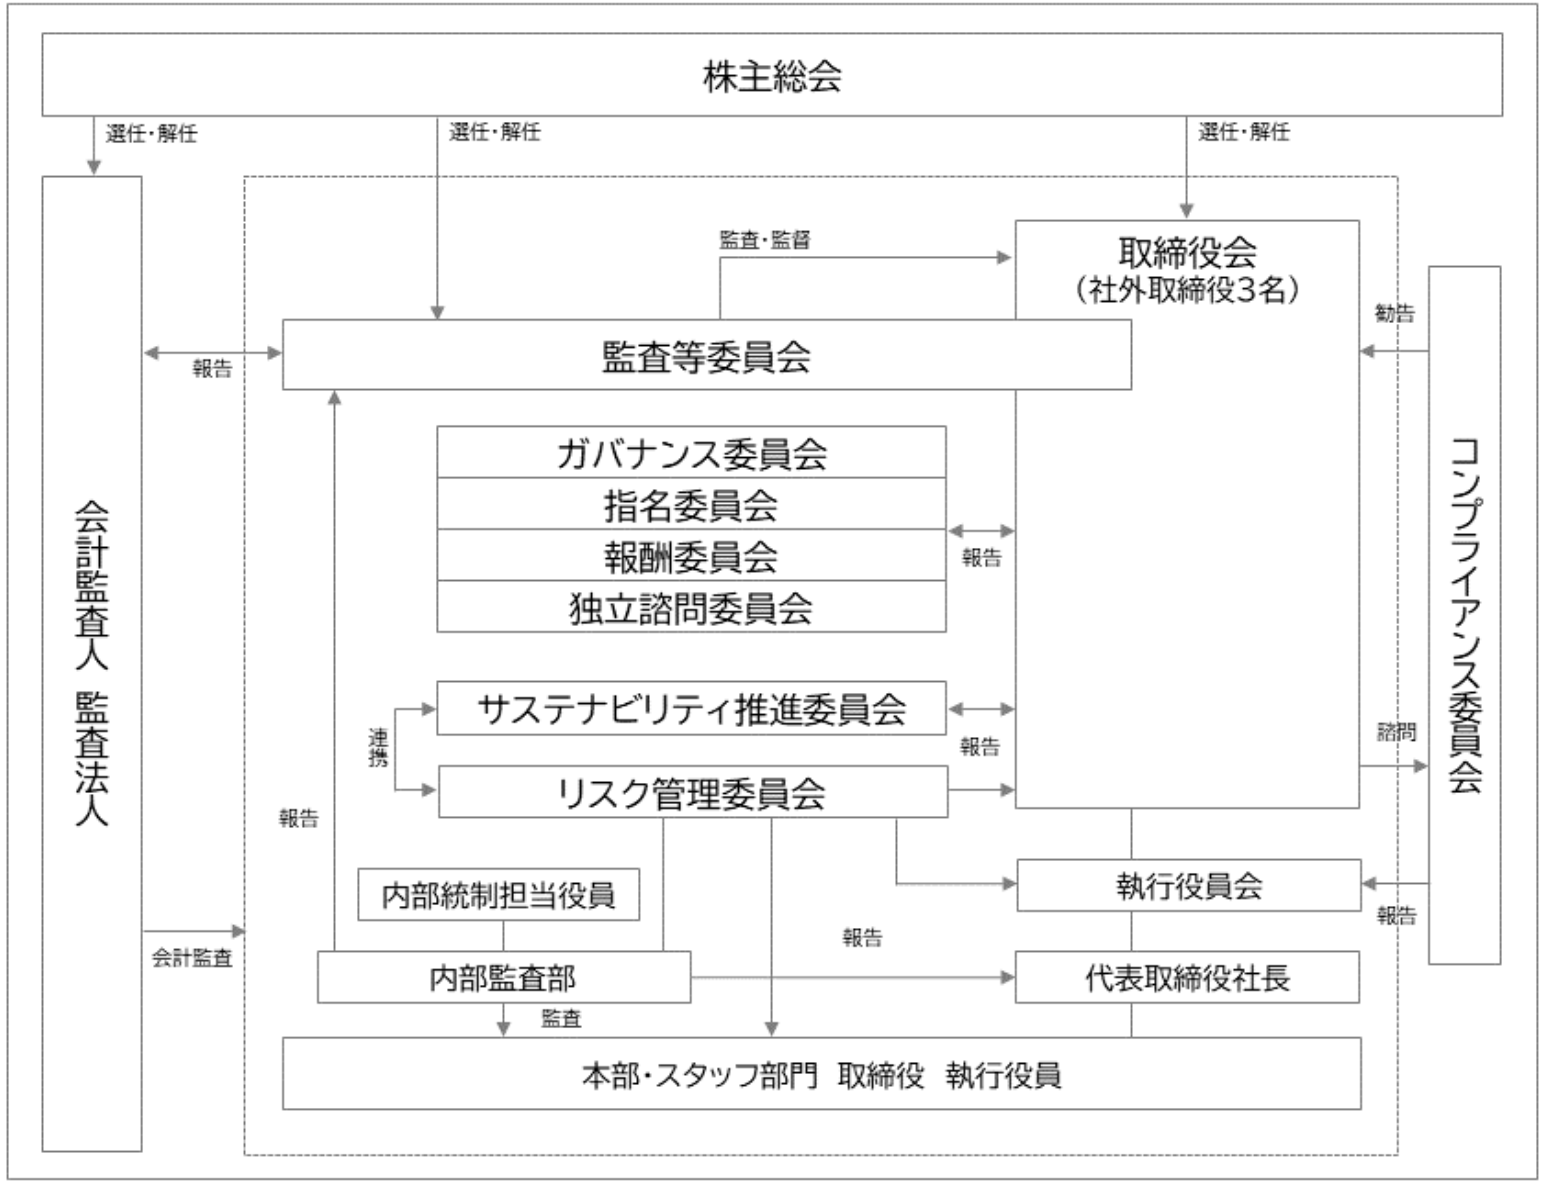 株主総会
選任・解任
選任・解任
選任・解任
監査・監督
取締役会
（社外取締役３名）
勧告
監査等委員会
報告
ガバナンス委員会
指名委員会
報酬委員会
独立諮問委員会
報告
会計監査人 監査法人
コンプライアンス委員会
サステナビリティ推進委員会
報告
連携
諮問
リスク管理委員会
報告
内部統制担当役員
執行役員会
報告
報告
会計監査
内部監査部
代表取締役社長
監査
本部・スタッフ部門 取締役 執行役員